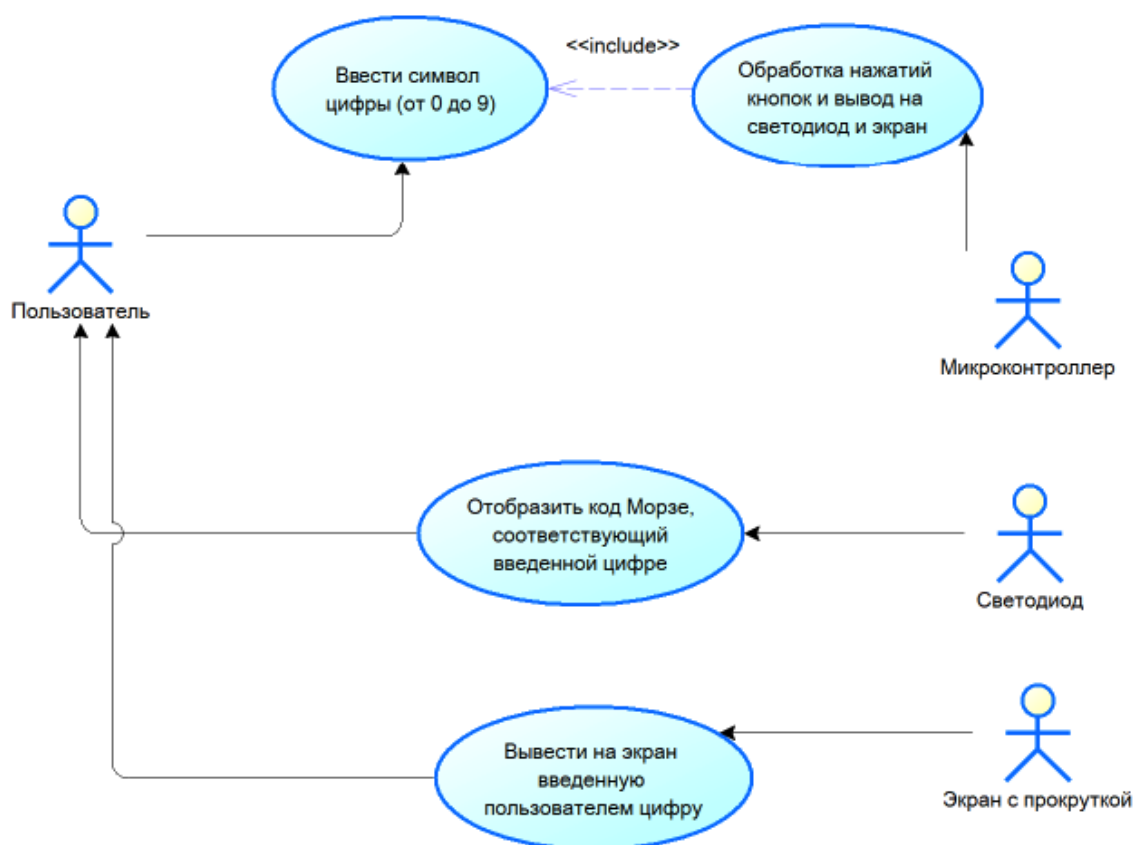 Ввести символ
цифры (от 0 до 9)
<<include>>
Обработка нажатий
кнопок и вывод на
светодиод и экран
Пользователь
Микроконтроллер
Отобразить код Морзе,
соответствующий
введенной цифре
Светодиод
Вывести на экран
введенную
пользователем цифру
Экран с прокруткой